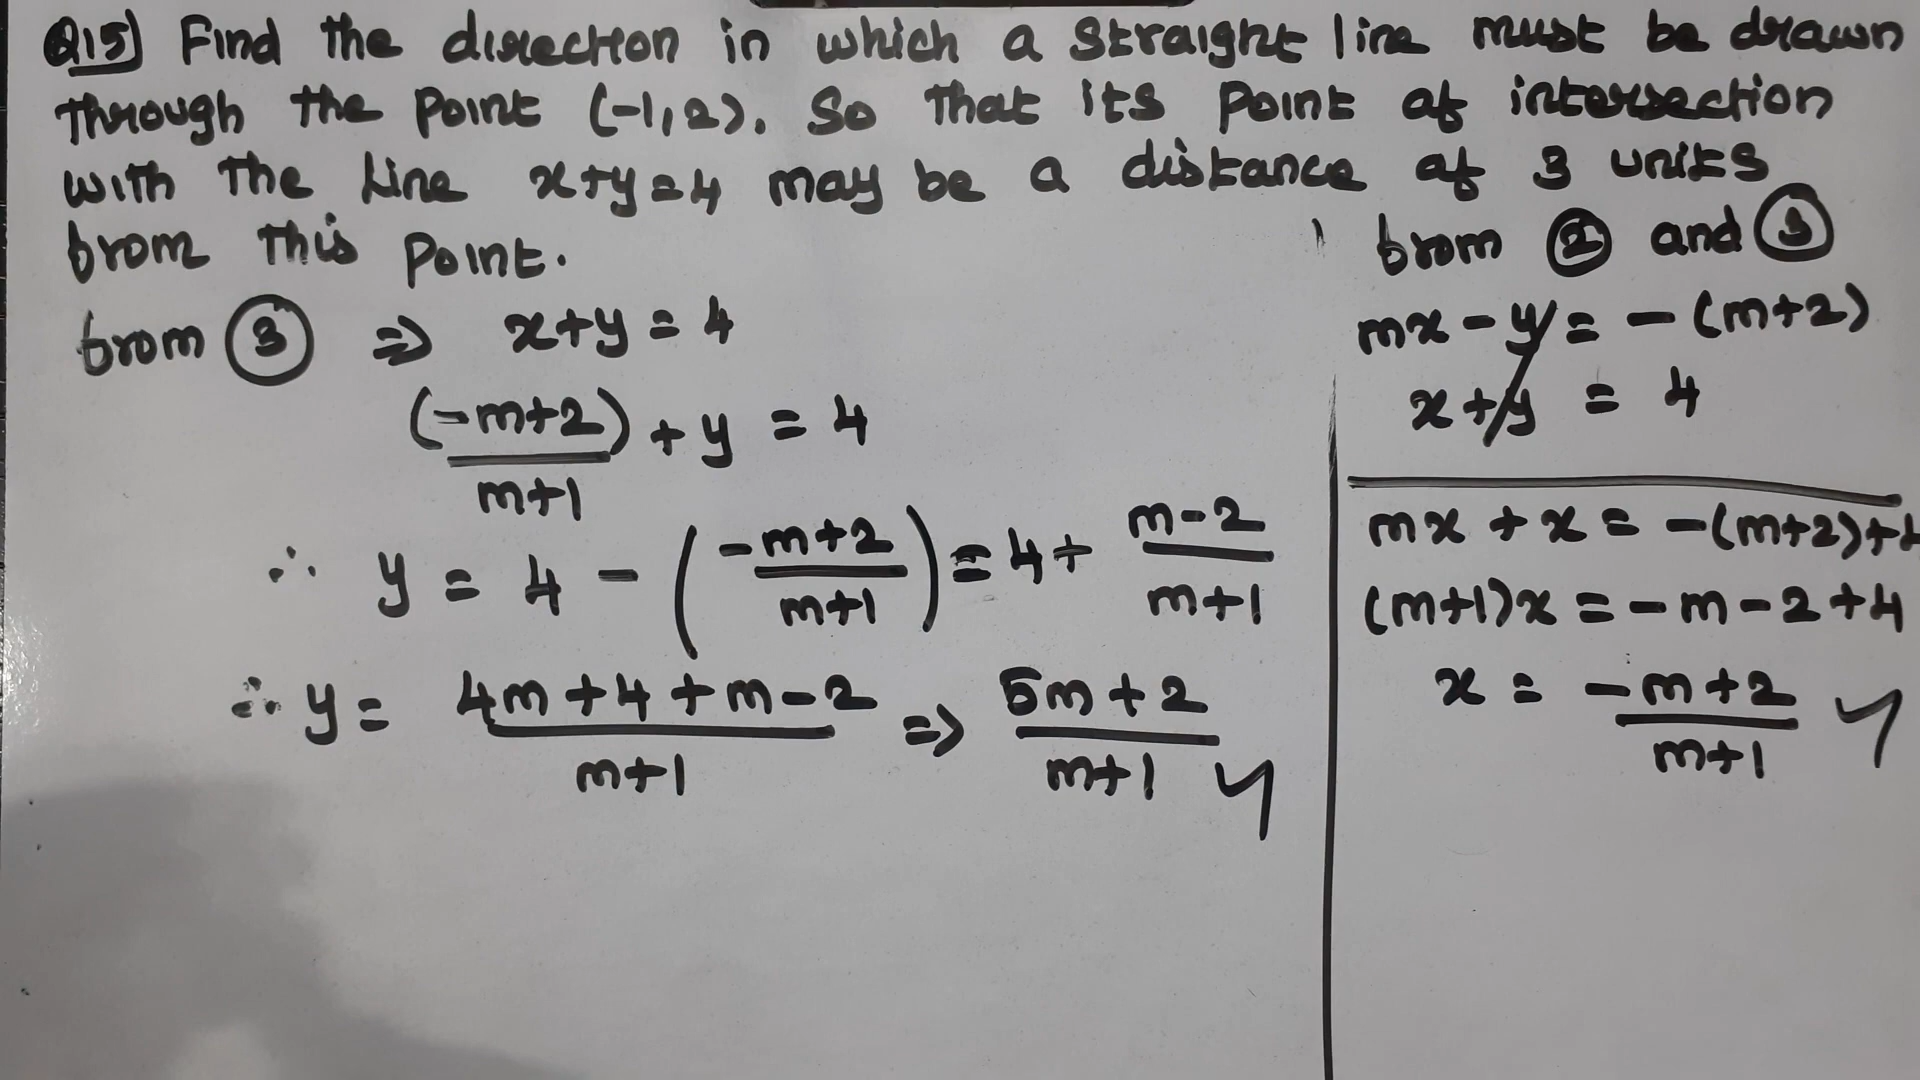 Q15) Find the direction in which a straight line must be drawn
through the point (-1,2). So that its point of intersection
with the line x+y=4 may be a distance of 3 units
from this point.
from ③ ⇒ x+y = 4
(-m+2)/(m+1) + y = 4
∴ y = 4 - (-m+2/m+1) = 4 + m-2/m+1
∴ y = 4m+4+m-2/m+1 ⇒ 5m+2/m+1
from ② and ③
mx - y = -(m+2)
x + y = 4
mx + x = -(m+2)+4
(m+1)x = -m-2+4
x = -m+2/m+1